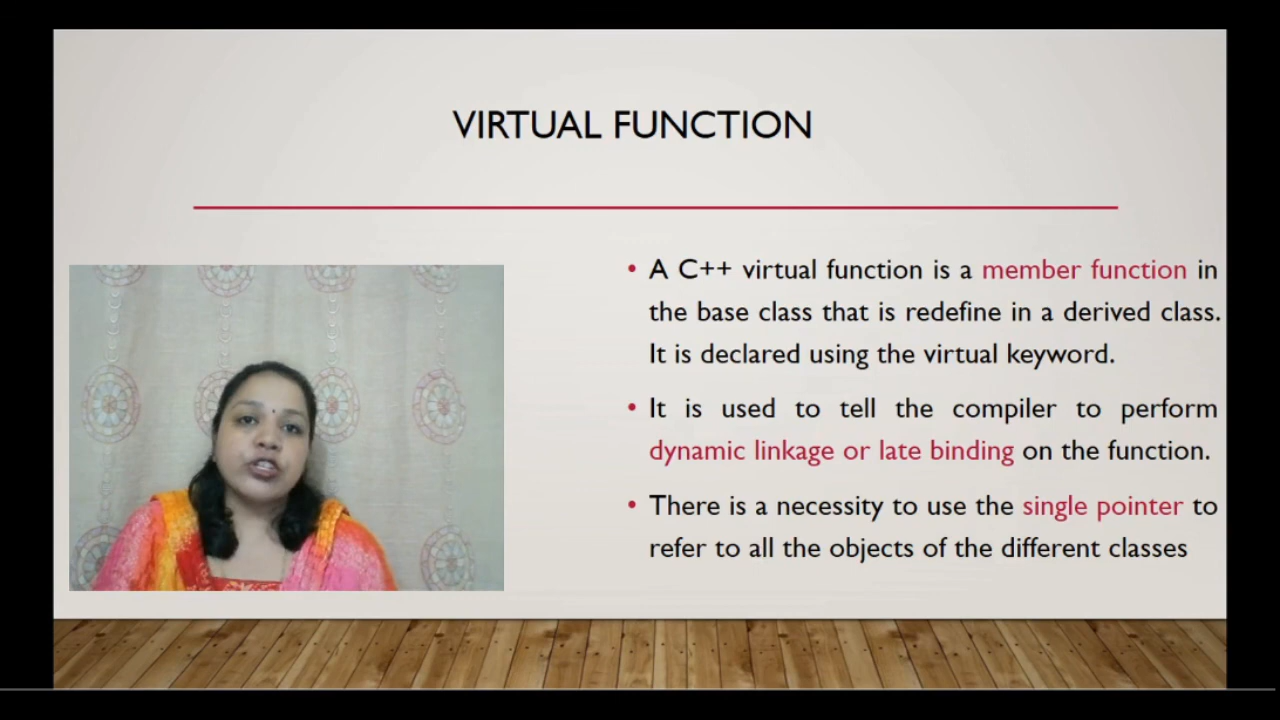 VIRTUAL FUNCTION
• A C++ virtual function is a member function in
the base class that is redefine in a derived class.
It is declared using the virtual keyword.
• It is used to tell the compiler to perform
dynamic linkage or late binding on the function.
• There is a necessity to use the single pointer to
refer to all the objects of the different classes